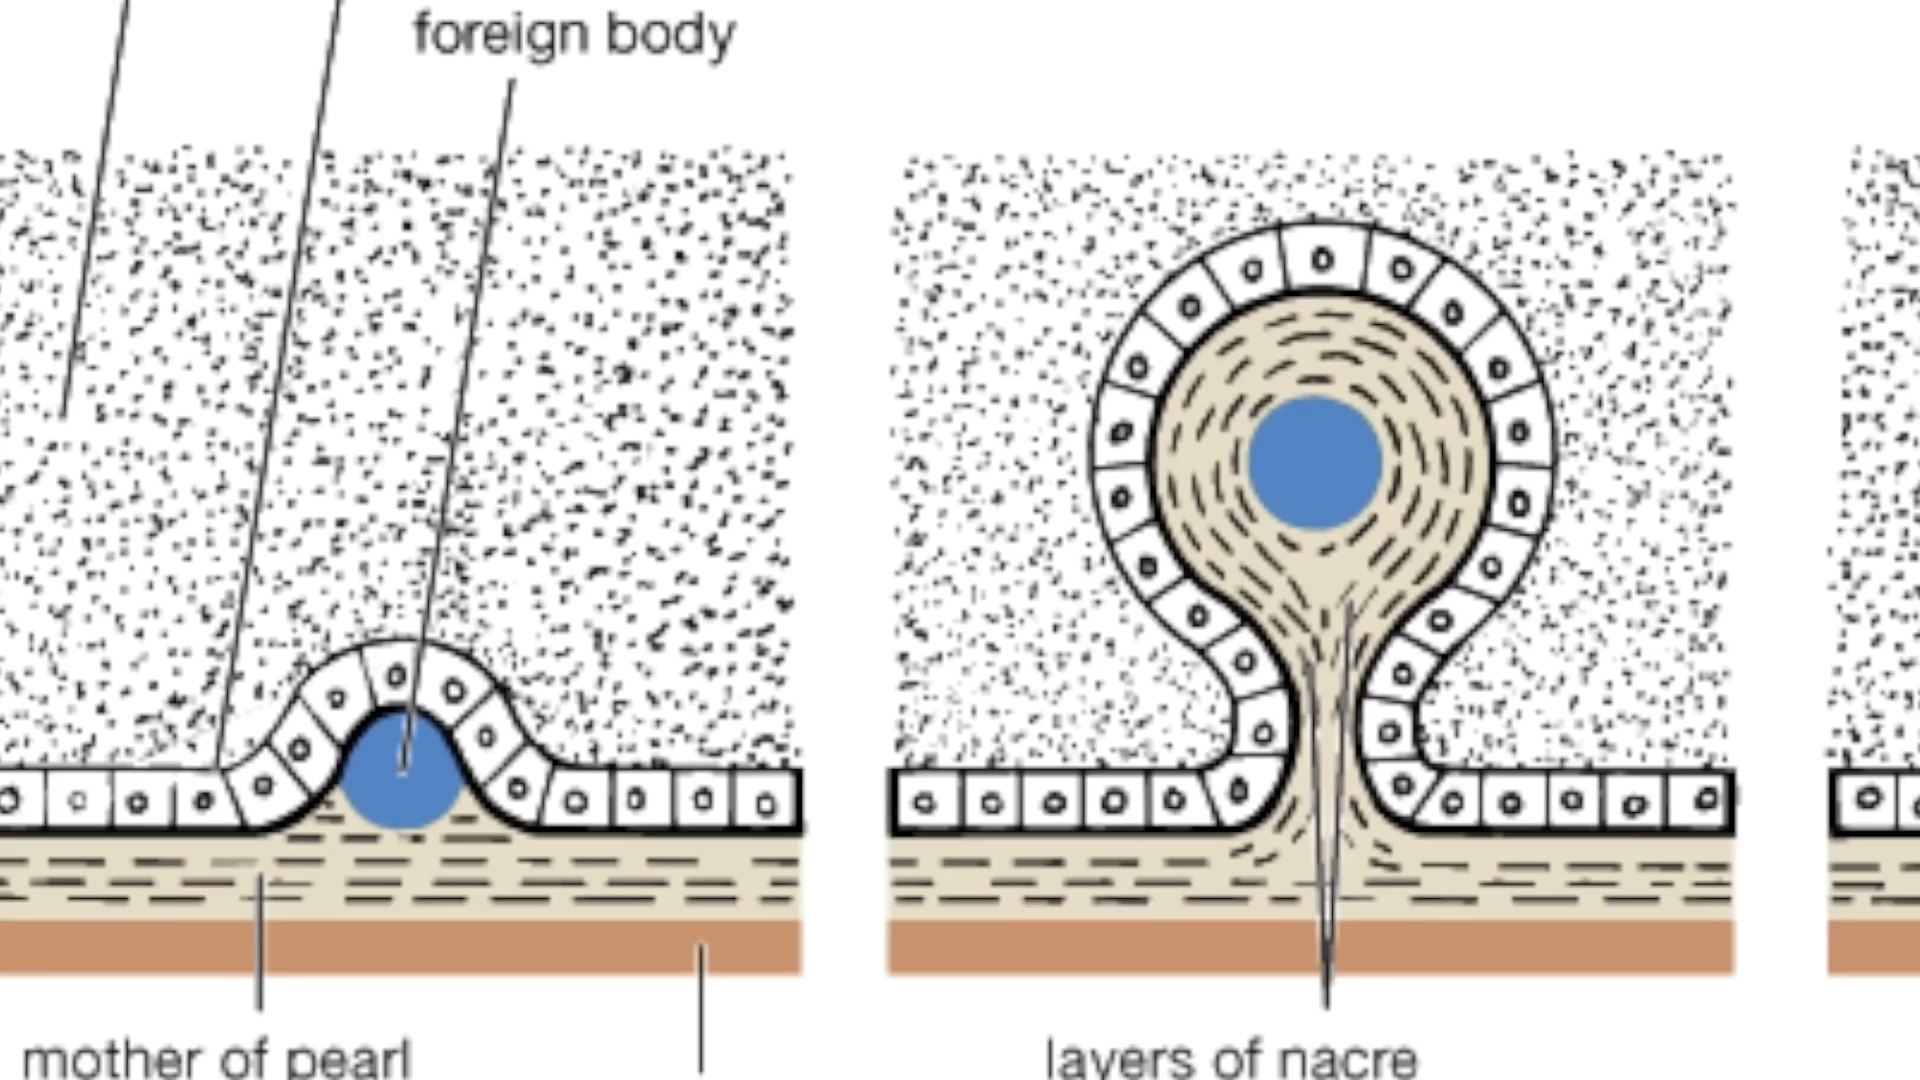 foreign body
mother of pearl
layers of nacre